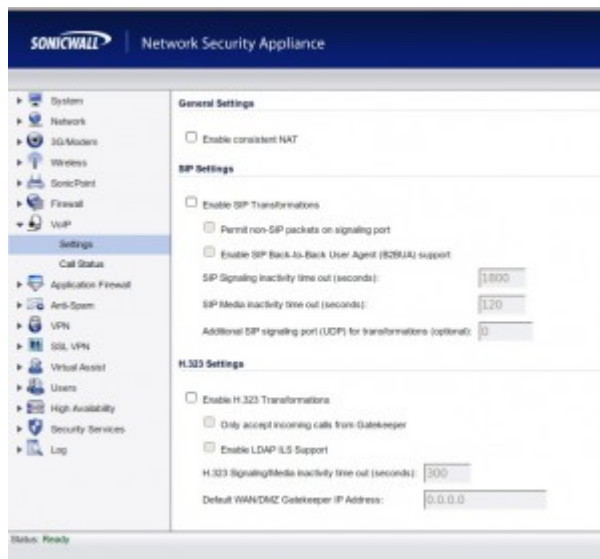 SONICWALL
Network Security Appliance
System
Network
3G/Modem
Wireless
SonicPoint
Firewall
VoIP
Settings
Call Status
Application Firewall
Anti-Spam
VPN
SSL VPN
Virtual Assist
Users
High Availability
Security Services
Log
General Settings
Enable consistent NAT
SIP Settings
Enable SIP Transformations
Permit non-SIP packets on signaling port
Enable SIP Back-to-Back User Agent (B2BUA) support
SIP Signaling inactivity time out (seconds): 1800
SIP Media inactivity time out (seconds): 120
Additional SIP signaling port (UDP) for transformations (optional): 0
H.323 Settings
Enable H.323 Transformations
Only accept incoming calls from Gatekeeper
Enable LDAP ILS Support
H.323 Signaling/Media inactivity time out (seconds): 300
Default WAN/DMZ Gatekeeper IP Address: 0.0.0.0
Status: Ready